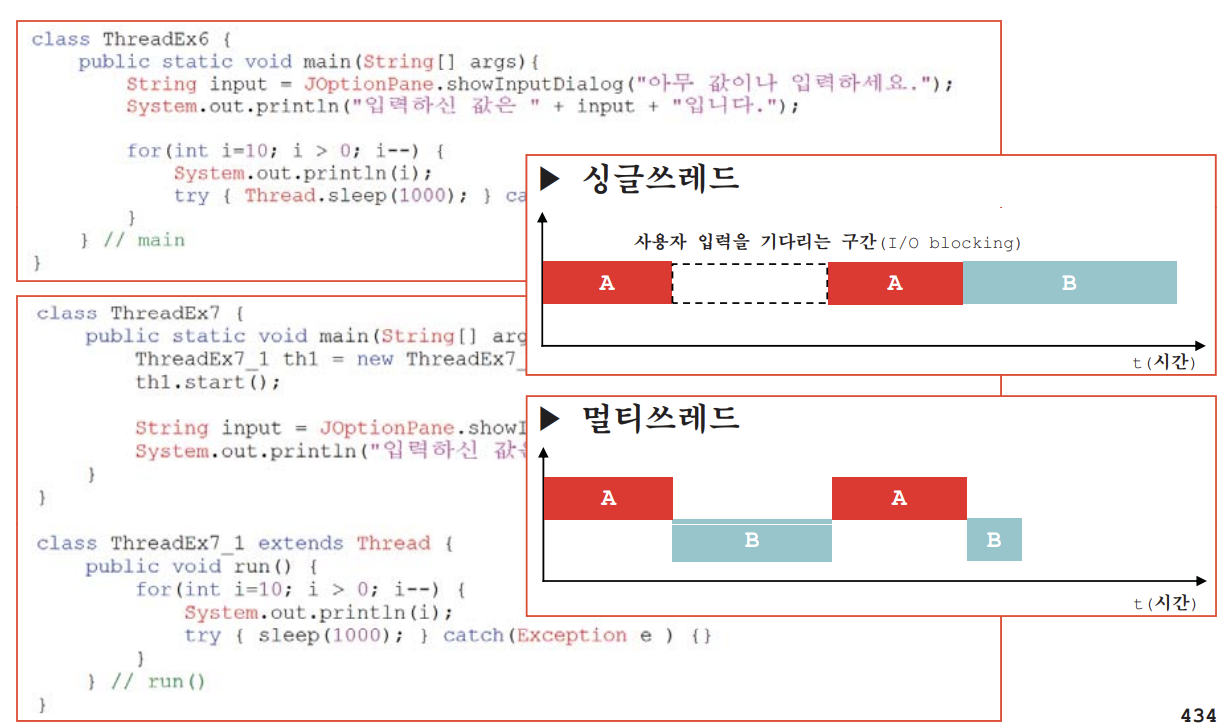 class ThreadEx6 {
public static void main(String[] args){
String input = JOptionPane.showInputDialog("아무 값이나 입력하세요.");
System.out.println("입력하신 값은 " + input + "입니다.");
for(int i=10; i > 0; i--) {
System.out.println(i);
try { Thread.sleep(1000); } ca
}
} // main
}
▶ 싱글쓰레드
사용자 입력을 기다리는 구간(I/O blocking)
A A B
t(시간)
class ThreadEx7 {
public static void main(String[] arg
ThreadEx7_1 th1 = new ThreadEx7_
th1.start();
String input = JOptionPane.showI
System.out.println("입력하신 값
}
}
class ThreadEx7_1 extends Thread {
public void run() {
for(int i=10; i > 0; i--) {
System.out.println(i);
try { sleep(1000); } catch(Exception e ) {}
}
} // run()
}
▶ 멀티쓰레드
A A
B B
t(시간)
434